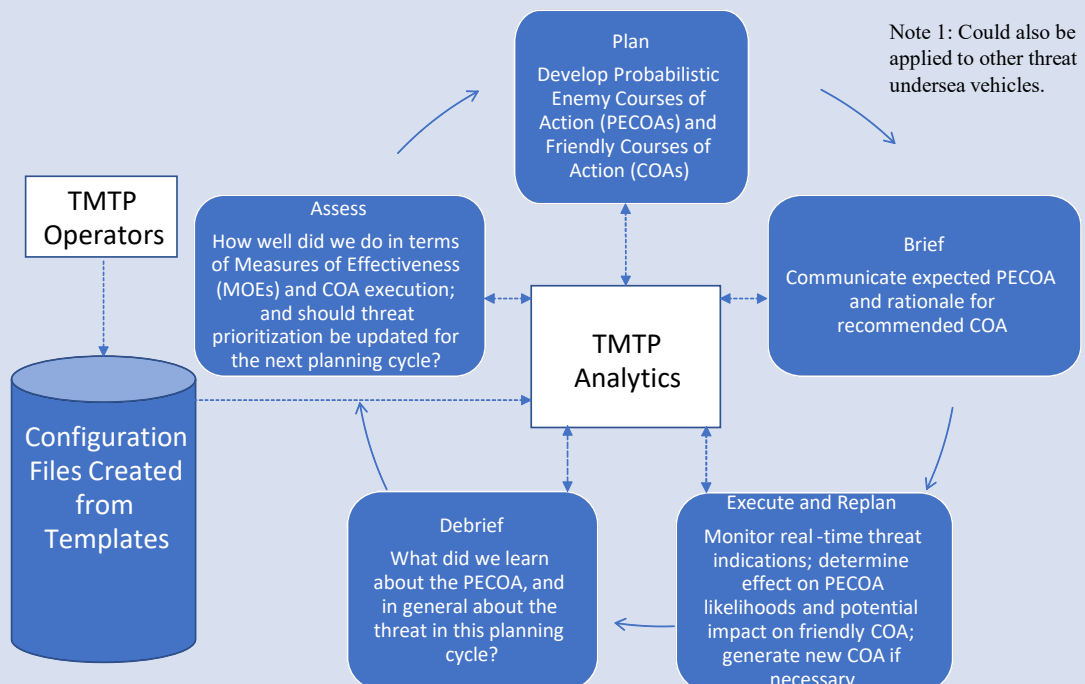 Plan
Develop Probabilistic
Enemy Courses of
Action (PECOAs) and
Friendly Courses of
Action (COAs)
Note 1: Could also be
applied to other threat
undersea vehicles.
TMTP
Operators
Assess
How well did we do in terms
of Measures of Effectiveness
(MOEs) and COA execution;
and should threat
prioritization be updated for
the next planning cycle?
Brief
Communicate expected PECOA
and rationale for
recommended COA
TMTP
Analytics
Configuration
Files Created
from
Templates
Debrief
What did we learn
about the PECOA, and
in general about the
threat in this planning
cycle?
Execute and Replan
Monitor real-time threat
indications; determine
effect on PECOA
likelihoods and potential
impact on friendly COA;
generate new COA if
necessary